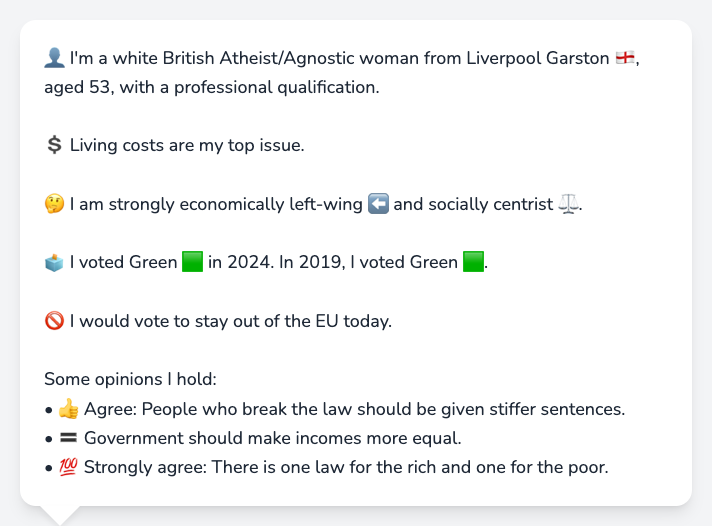 👤 I'm a white British Atheist/Agnostic woman from Liverpool Garston 🏴󠁧󠁢󠁥󠁮󠁧󠁿,
aged 53, with a professional qualification.
💲 Living costs are my top issue.
🤔 I am strongly economically left-wing ⬅️ and socially centrist ⚖️.
🗳️ I voted Green 🟩 in 2024. In 2019, I voted Green 🟩.
🚫 I would vote to stay out of the EU today.
Some opinions I hold:
• 👍 Agree: People who break the law should be given stiffer sentences.
• 🟰 Government should make incomes more equal.
• 💯 Strongly agree: There is one law for the rich and one for the poor.